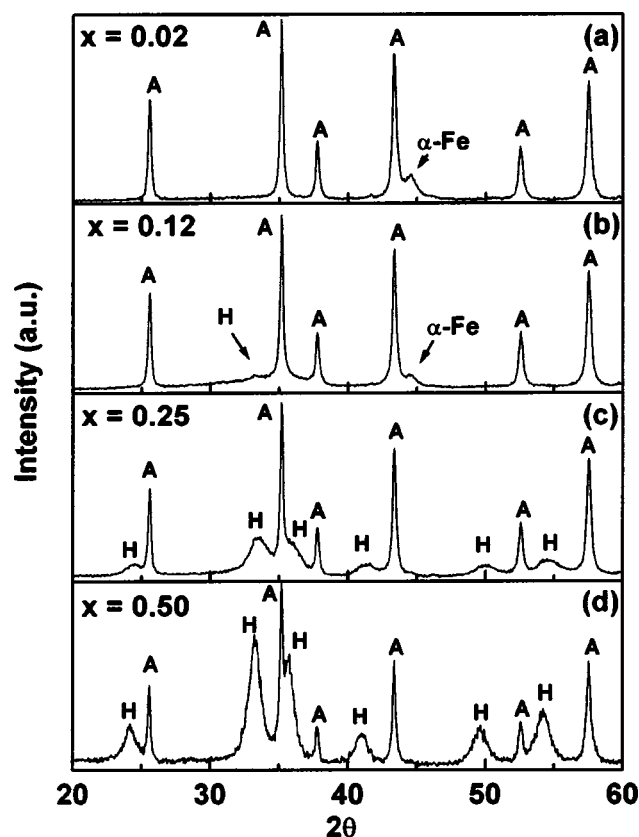 x = 0.02 A A (a)
A A A A
α-Fe
x = 0.12 A A (b)
A A A A
H α-Fe
x = 0.25 A A (c)
A A A A
H H H H H H
x = 0.50 A (d)
H H A A
A H A H A H
20 30 40 50 60
2θ
Intensity (a.u.)